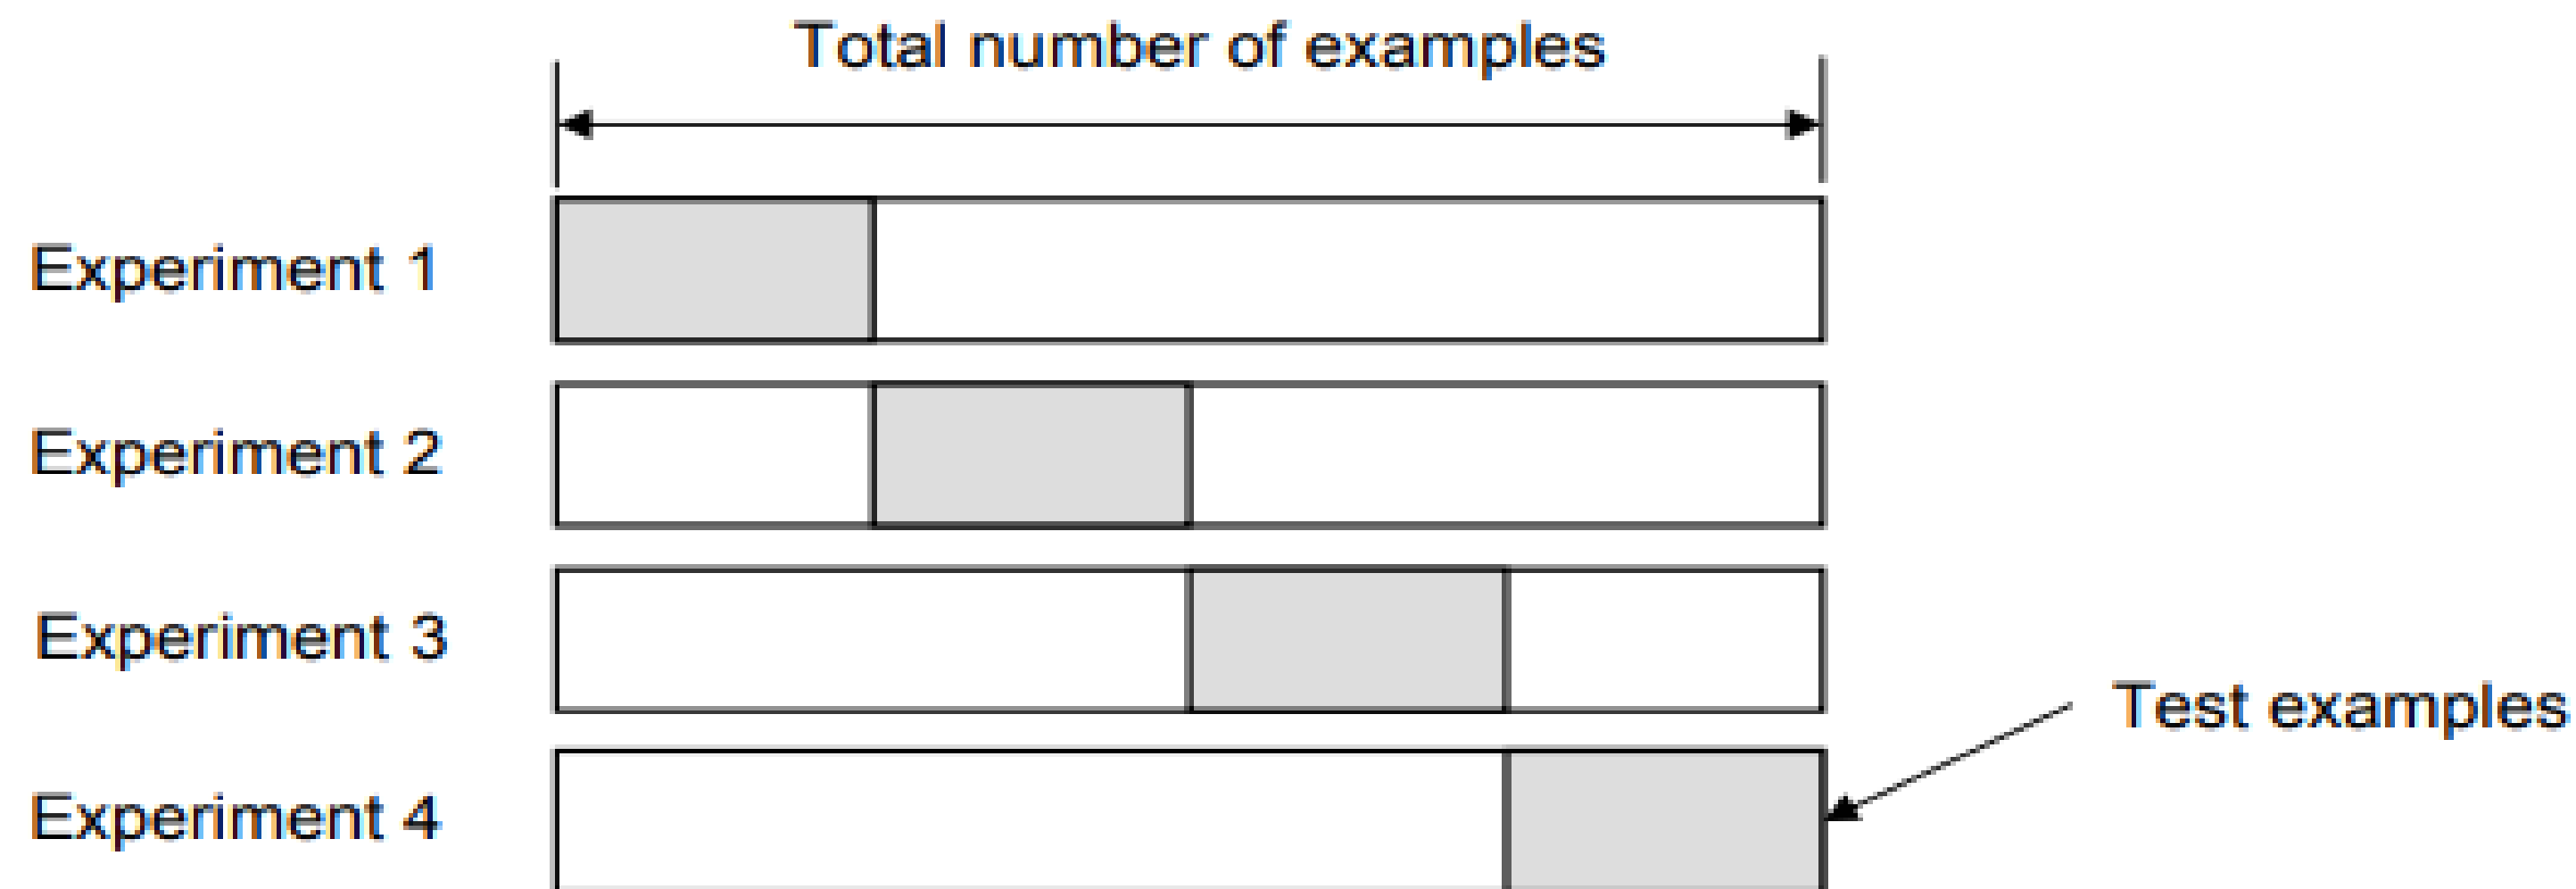 Total number of examples
Experiment 1
Experiment 2
Experiment 3
Test examples
Experiment 4